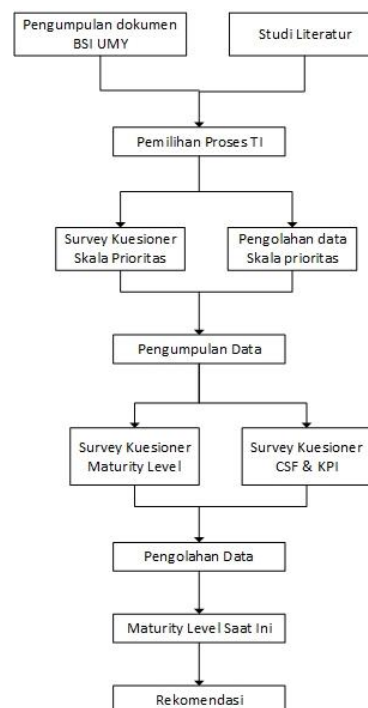 Pengumpulan dokumen
BSI UMY
Studi Literatur
Pemilihan Proses TI
Survey Kuesioner
Skala Prioritas
Pengolahan data
Skala prioritas
Pengumpulan Data
Survey Kuesioner
Maturity Level
Survey Kuesioner
CSF & KPI
Pengolahan Data
Maturity Level Saat Ini
Rekomendasi